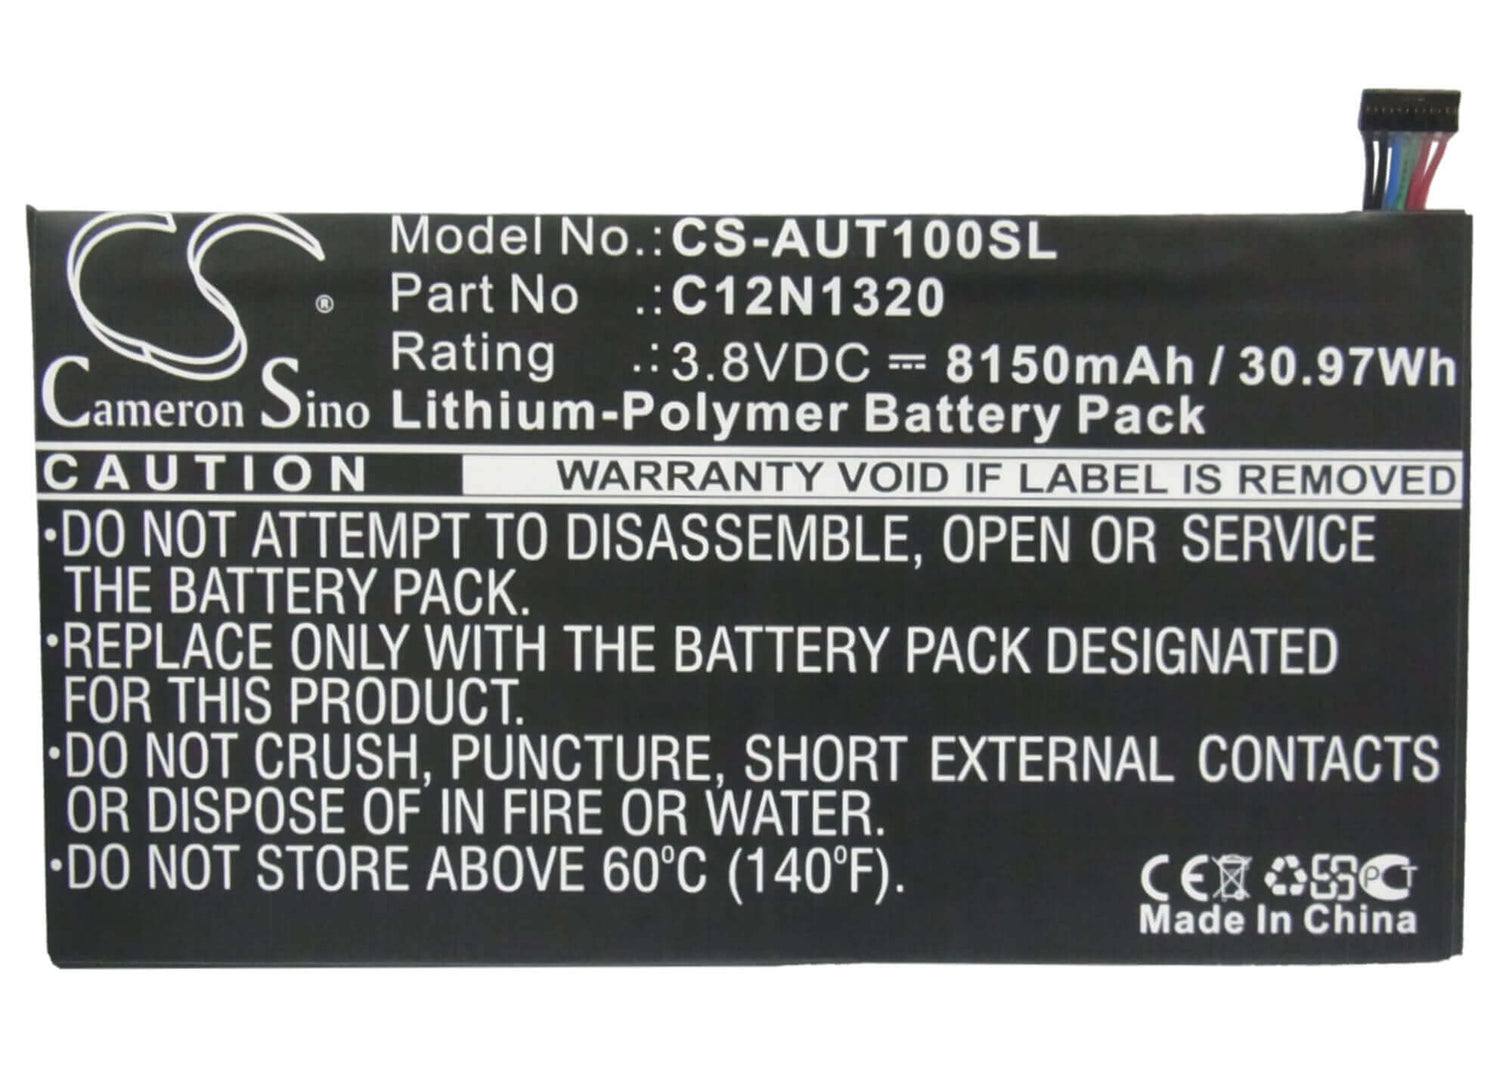 CS®
Cameron Sino
Model No.: CS-AUT100SL
Part No .: C12N1320
Rating .: 3.8VDC ⎓ 8150mAh / 30.97Wh
Lithium-Polymer Battery Pack
CAUTION WARRANTY VOID IF LABEL IS REMOVED
•DO NOT ATTEMPT TO DISASSEMBLE, OPEN OR SERVICE
THE BATTERY PACK.
•REPLACE ONLY WITH THE BATTERY PACK DESIGNATED
FOR THIS PRODUCT.
•DO NOT CRUSH, PUNCTURE, SHORT EXTERNAL CONTACTS
OR DISPOSE OF IN FIRE OR WATER.
•DO NOT STORE ABOVE 60°C (140°F).
CE PCT
Made In China